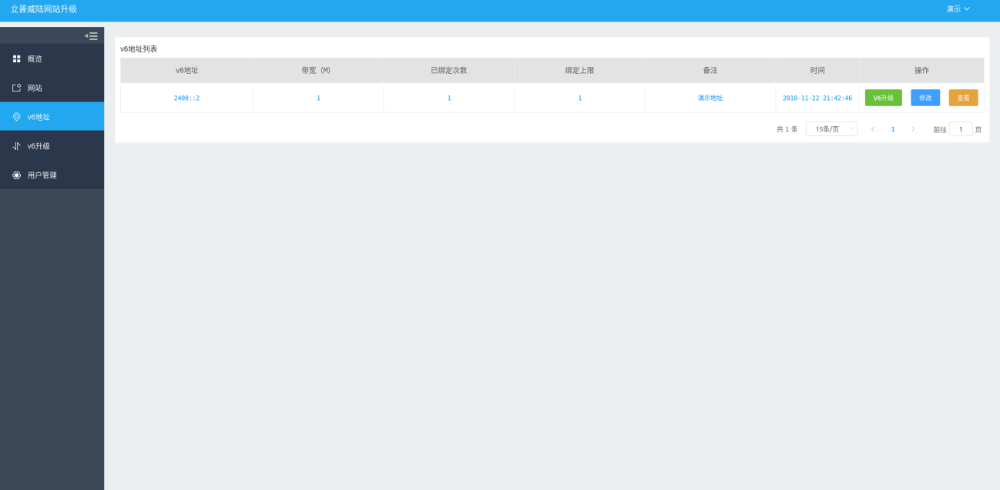 立普威陆网站升级
演示
概览
网站
v6地址
v6升级
用户管理
v6地址列表
v6地址 带宽 (M) 已绑定次数 绑定上限 备注 时间 操作
2400::2 1 1 1 演示地址 2018-11-22 21:42:46 V6升级 修改 查看
共 1 条 15条/页 1 前往 1 页